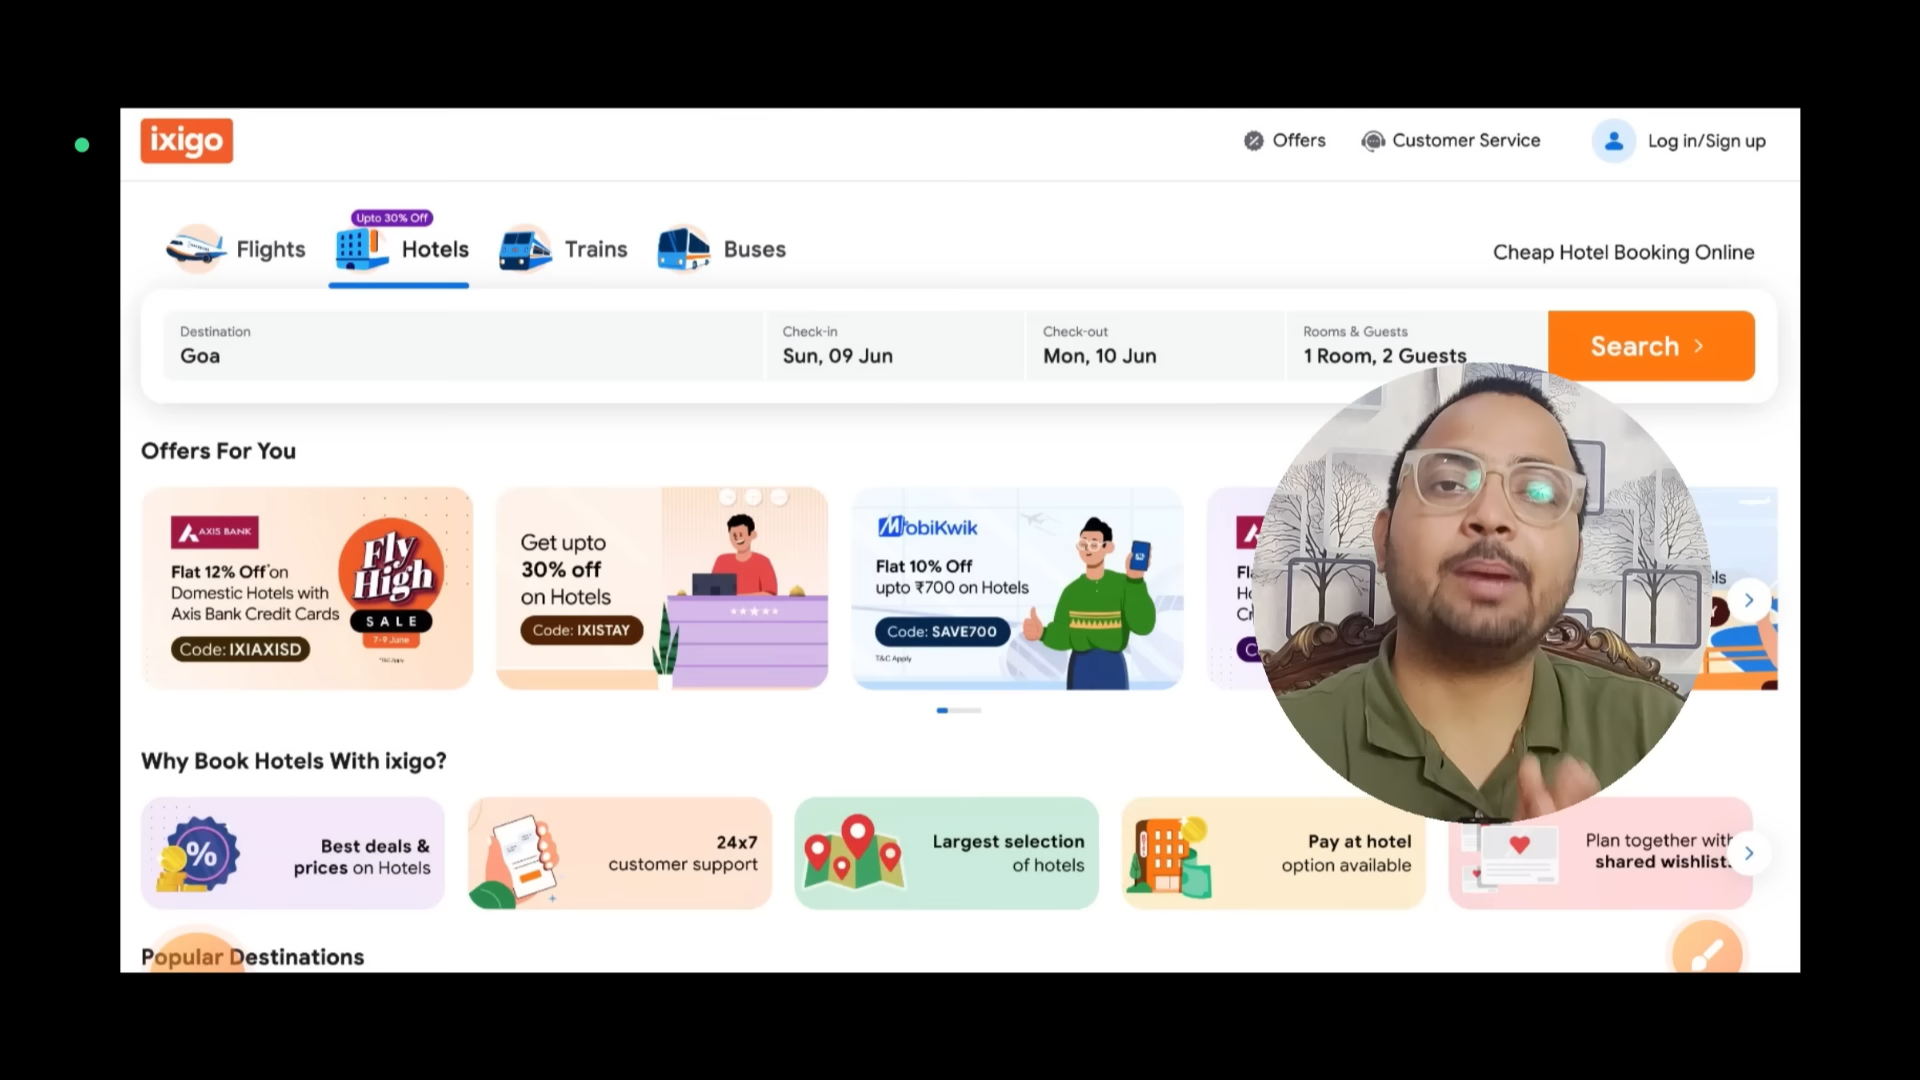 ixigo
Offers
Customer Service
Log in/Sign up
Upto 30% Off
Flights
Hotels
Trains
Buses
Cheap Hotel Booking Online
Destination
Goa
Check-in
Sun, 09 Jun
Check-out
Mon, 10 Jun
Rooms & Guests
1 Room, 2 Guests
Search
Offers For You
AXIS BANK
Flat 12% Off* on
Domestic Hotels with
Axis Bank Credit Cards
Code: IXIAXISD
Fly
High
SALE
7-9 June
*T&C Apply
Get upto
30% off
on Hotels
Code: IXISTAY
MobiKwik
Flat 10% Off
upto ₹700 on Hotels
Code: SAVE700
T&C Apply
Why Book Hotels With ixigo?
Best deals &
prices on Hotels
24x7
customer support
Largest selection
of hotels
Pay at hotel
option available
Plan together with
shared wishlist
Popular Destinations